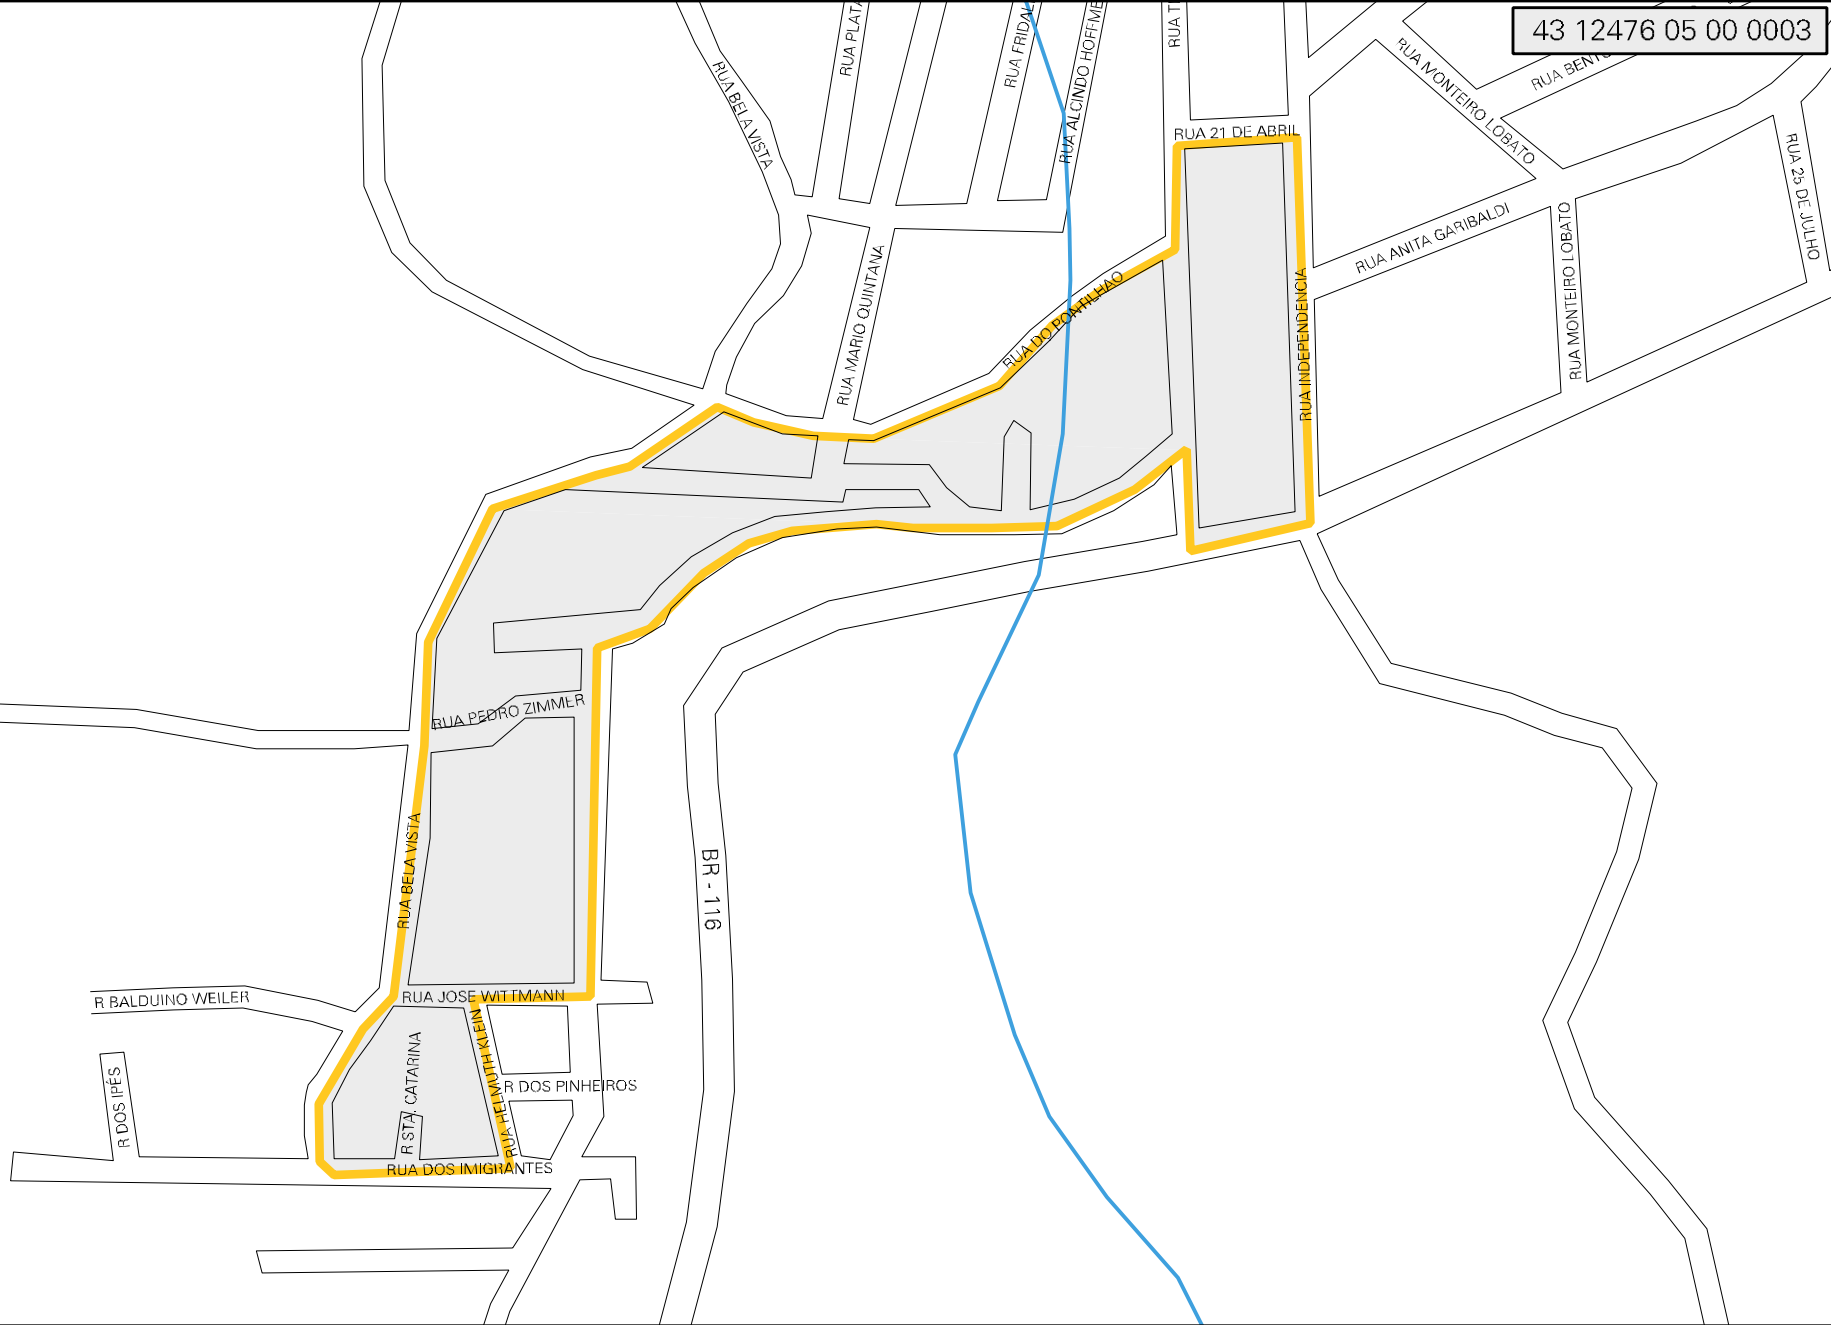 43 12476 05 00 0003
RUA BELA VISTA
RUA PLATA
RUA FRIDAL
RUA ALCINDO HOFFME
RUA T
RUA MONTEIRO LOBATO
RUA BENTO
RUA 21 DE ABRIL
RUA 25 DE JULHO
RUA ANITA GARIBALDI
RUA MONTEIRO LOBATO
RUA MARIO QUINTANA
RUA DO PONTILHAO
RUA INDEPENDENCIA
RUA PEDRO ZIMMER
RUA BELA VISTA
BR - 116
R BALDUINO WEILER
RUA JOSE WITTMANN
R DOS IPÊS
R STA. CATARINA
RUA HELMUTH KLEIN
R DOS PINHEIROS
RUA DOS IMIGRANTES